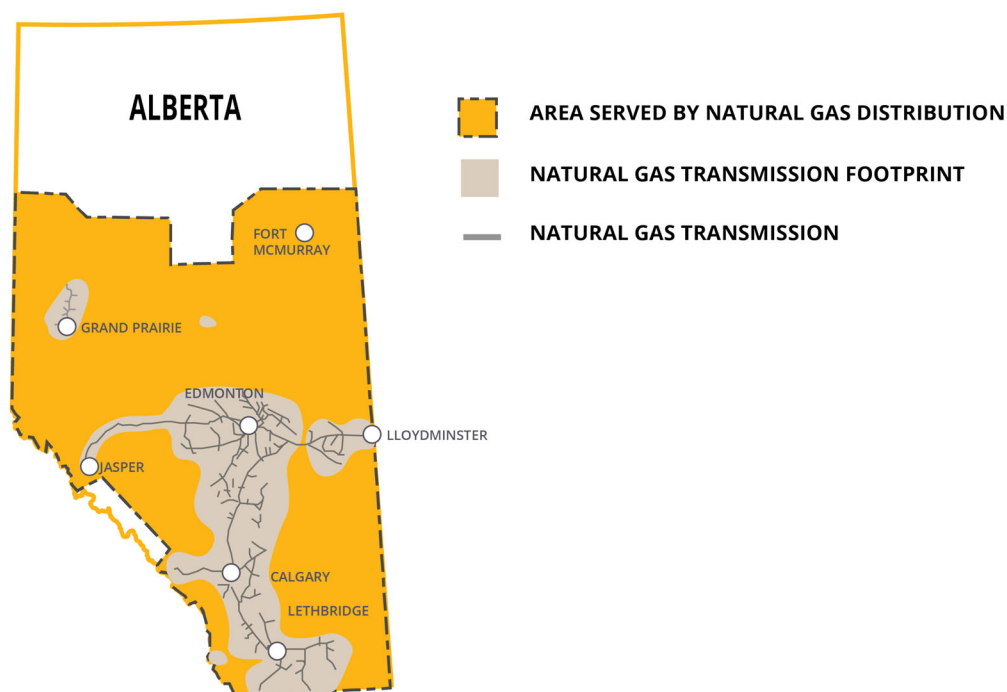 ALBERTA
AREA SERVED BY NATURAL GAS DISTRIBUTION
NATURAL GAS TRANSMISSION FOOTPRINT
NATURAL GAS TRANSMISSION
FORT
MCMURRAY
GRAND PRAIRIE
EDMONTON
LLOYDMINSTER
JASPER
CALGARY
LETHBRIDGE